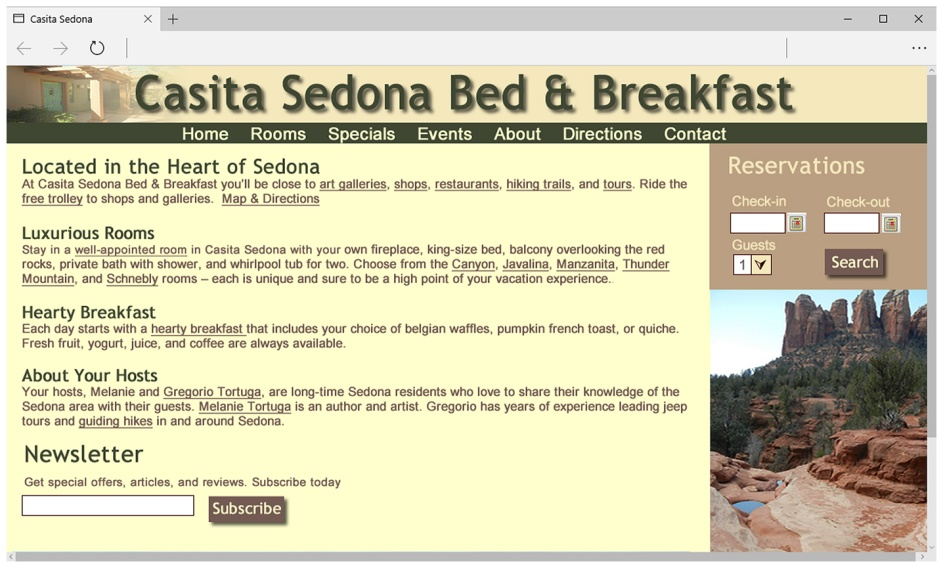 Casita Sedona
Casita Sedona Bed & Breakfast
Home Rooms Specials Events About Directions Contact
Located in the Heart of Sedona
At Casita Sedona Bed & Breakfast you'll be close to art galleries, shops, restaurants, hiking trails, and tours. Ride the
free trolley to shops and galleries. Map & Directions
Luxurious Rooms
Stay in a well-appointed room in Casita Sedona with your own fireplace, king-size bed, balcony overlooking the red
rocks, private bath with shower, and whirlpool tub for two. Choose from the Canyon, Javalina, Manzanita, Thunder
Mountain, and Schnebly rooms – each is unique and sure to be a high point of your vacation experience..
Hearty Breakfast
Each day starts with a hearty breakfast that includes your choice of belgian waffles, pumpkin french toast, or quiche.
Fresh fruit, yogurt, juice, and coffee are always available.
About Your Hosts
Your hosts, Melanie and Gregorio Tortuga, are long-time Sedona residents who love to share their knowledge of the
Sedona area with their guests. Melanie Tortuga is an author and artist. Gregorio has years of experience leading jeep
tours and guiding hikes in and around Sedona.
Newsletter
Get special offers, articles, and reviews. Subscribe today
Subscribe
Reservations
Check-in Check-out
Guests
1 Search